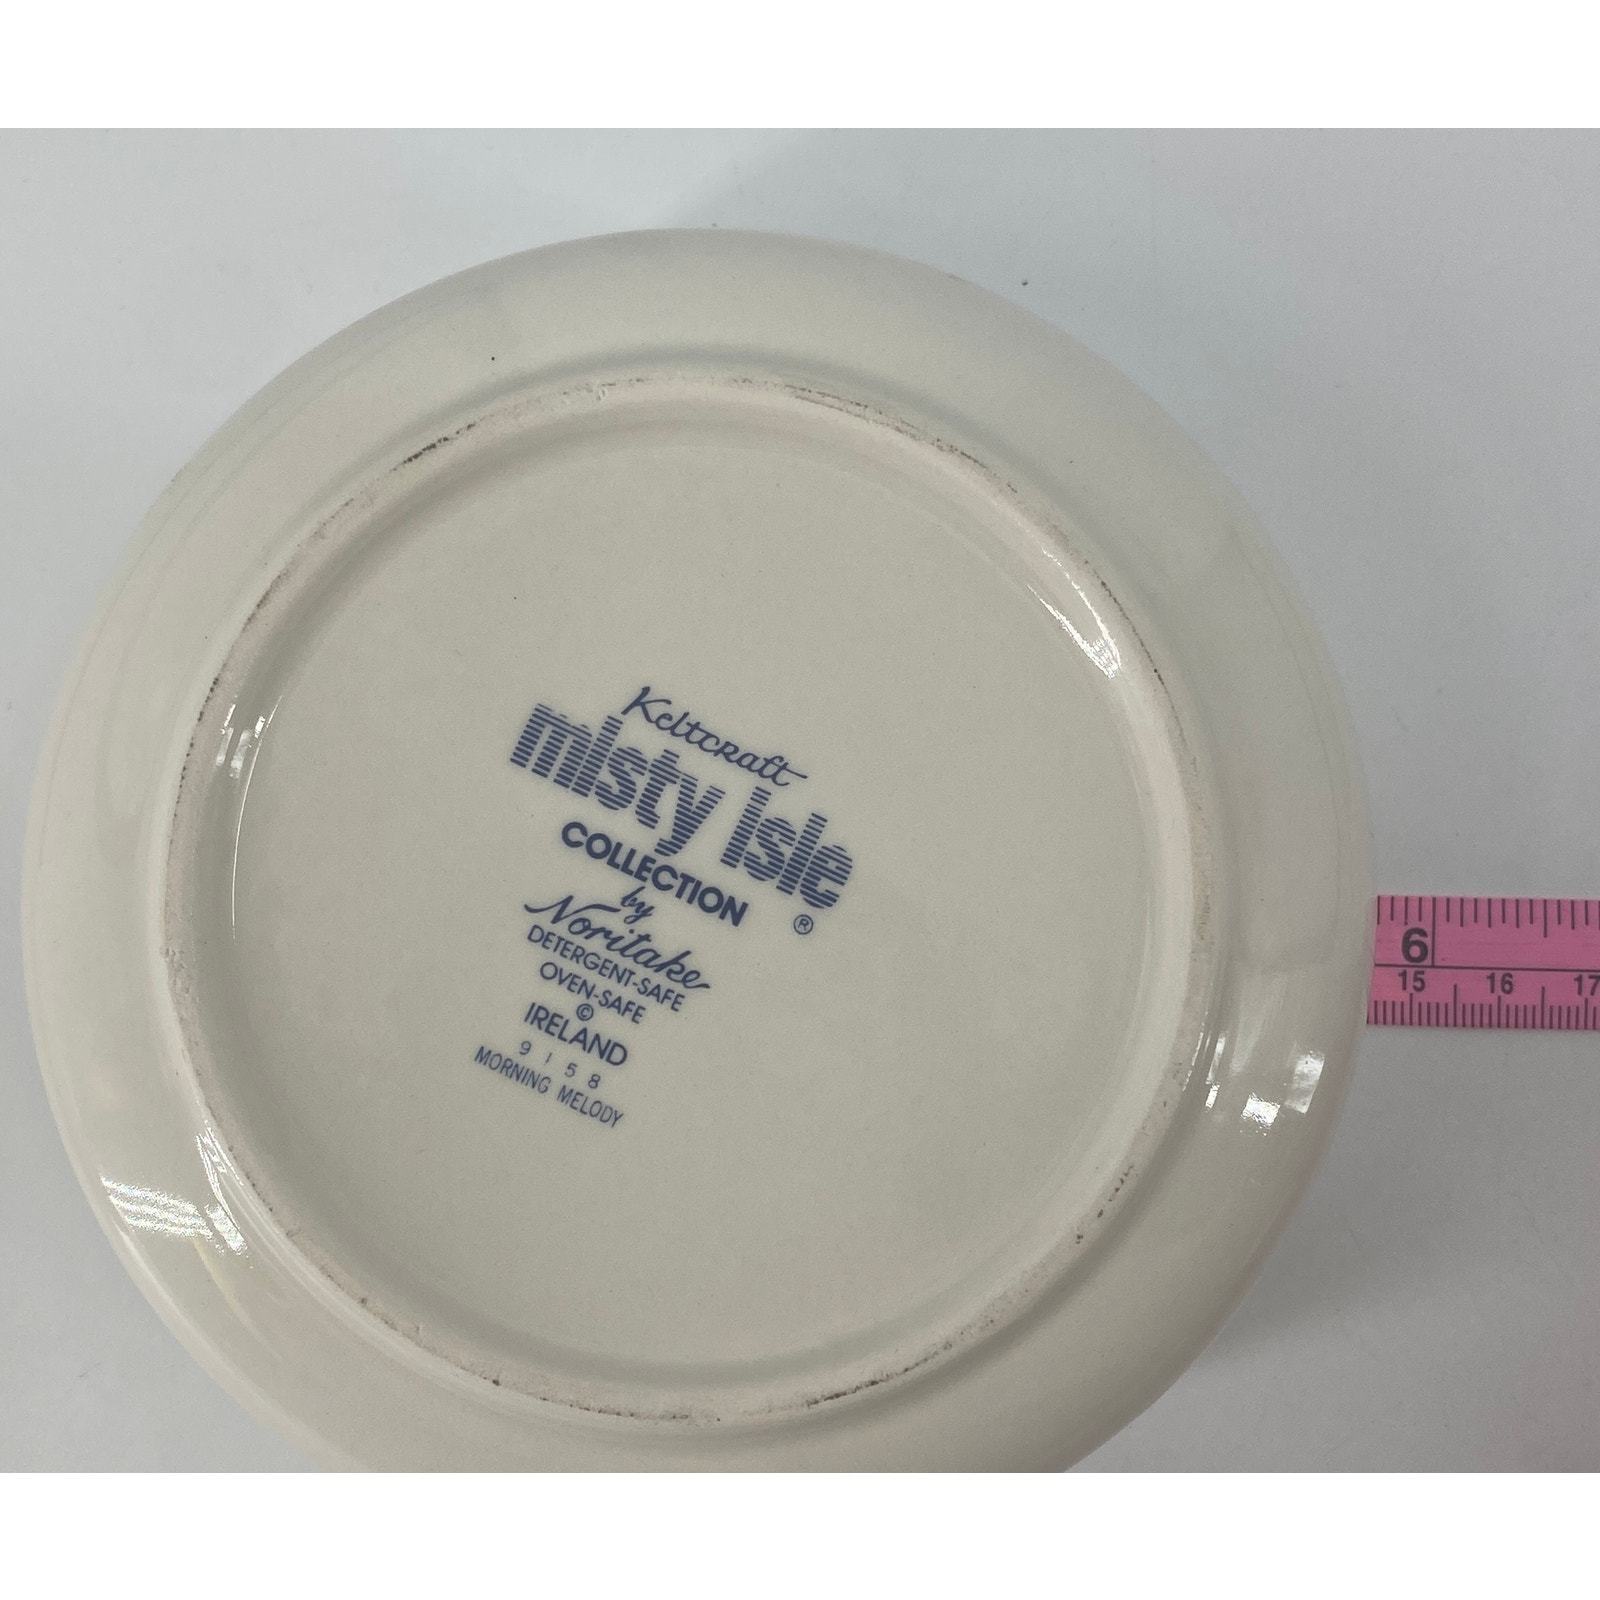 Keltcraft
misty isle
COLLECTION ®
by
Noritake
DETERGENT-SAFE
OVEN-SAFE
©
IRELAND
9158
MORNING MELODY
6
15 16 17